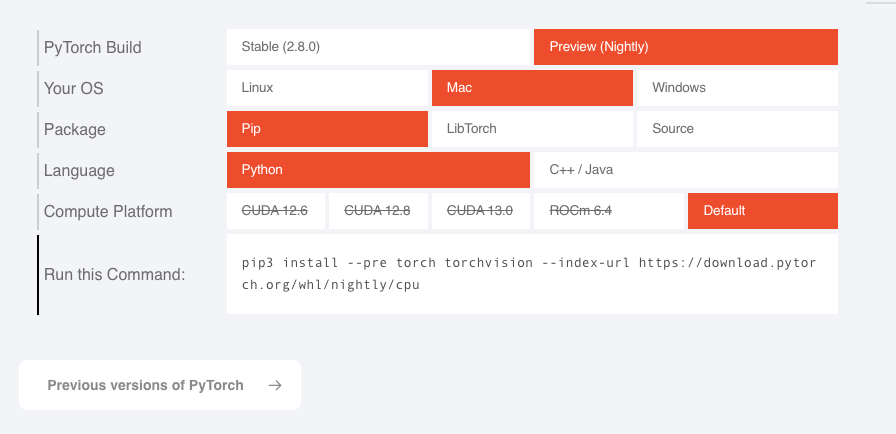 PyTorch Build
Stable (2.8.0)
Preview (Nightly)
Your OS
Linux
Mac
Windows
Package
Pip
LibTorch
Source
Language
Python
C++ / Java
Compute Platform
CUDA 12.6
CUDA 12.8
CUDA 13.0
ROCm 6.4
Default
Run this Command:
pip3 install --pre torch torchvision --index-url https://download.pytor
ch.org/whl/nightly/cpu
Previous versions of PyTorch →